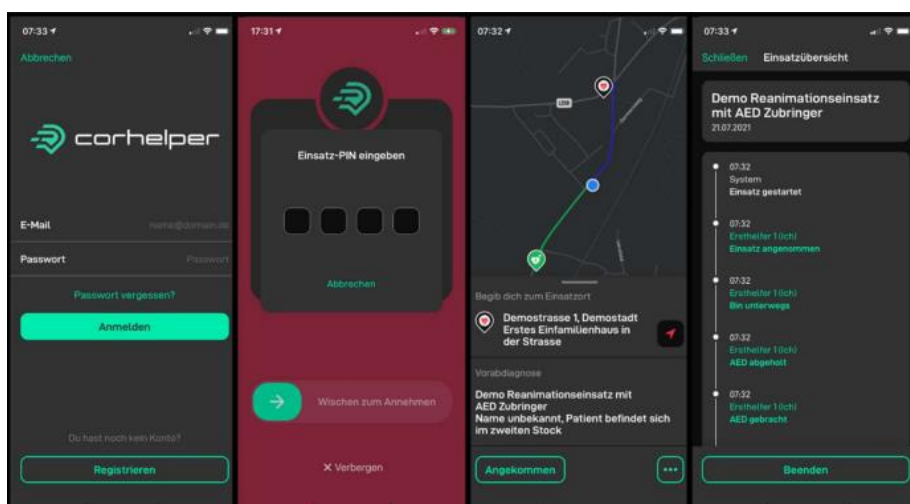 07:33
Abbrechen
corhelper
E-Mail
name@domain.de
Passwort
Passwort
Passwort vergessen?
Anmelden
Du hast noch kein Konto?
Registrieren
17:31
Einsatz-PIN eingeben
Abbrechen
Wischen zum Annehmen
Verbergen
07:32
Begib dich zum Einsatzort
Demostrasse 1, Demostadt
Erstes Einfamilienhaus in
der Strasse
Vorabdiagnose
Demo Reanimationseinsatz mit
AED Zubringer
Name unbekannt, Patient befindet sich
im zweiten Stock
Angekommen
07:33
Schließen
Einsatzübersicht
Demo Reanimationseinsatz
mit AED Zubringer
21.07.2021
07:32
System
Einsatz gestartet
07:32
Ersthelfer 1 (Ich)
Einsatz angenommen
07:32
Ersthelfer 1 (Ich)
Bin unterwegs
07:32
Ersthelfer 1 (Ich)
AED abgeholt
07:32
Ersthelfer 1 (Ich)
AED gebracht
Beenden